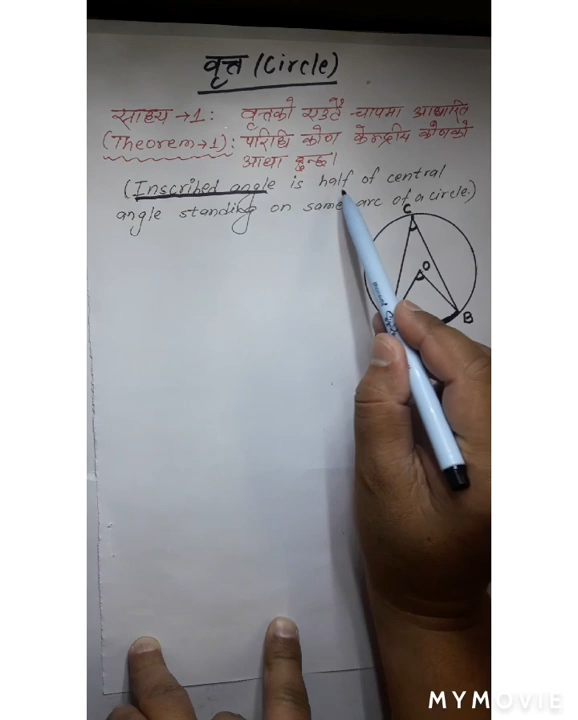 वृत्त (Circle)
साध्य→1: वृत्तको एउटै चापमा आधारित
(Theorem→1): परिधि कोण केन्द्रीय कोणको
आधा हुन्छ।
(Inscribed angle is half of central
angle standing on same arc of a circle.)
C
O
B
MYMOVIE